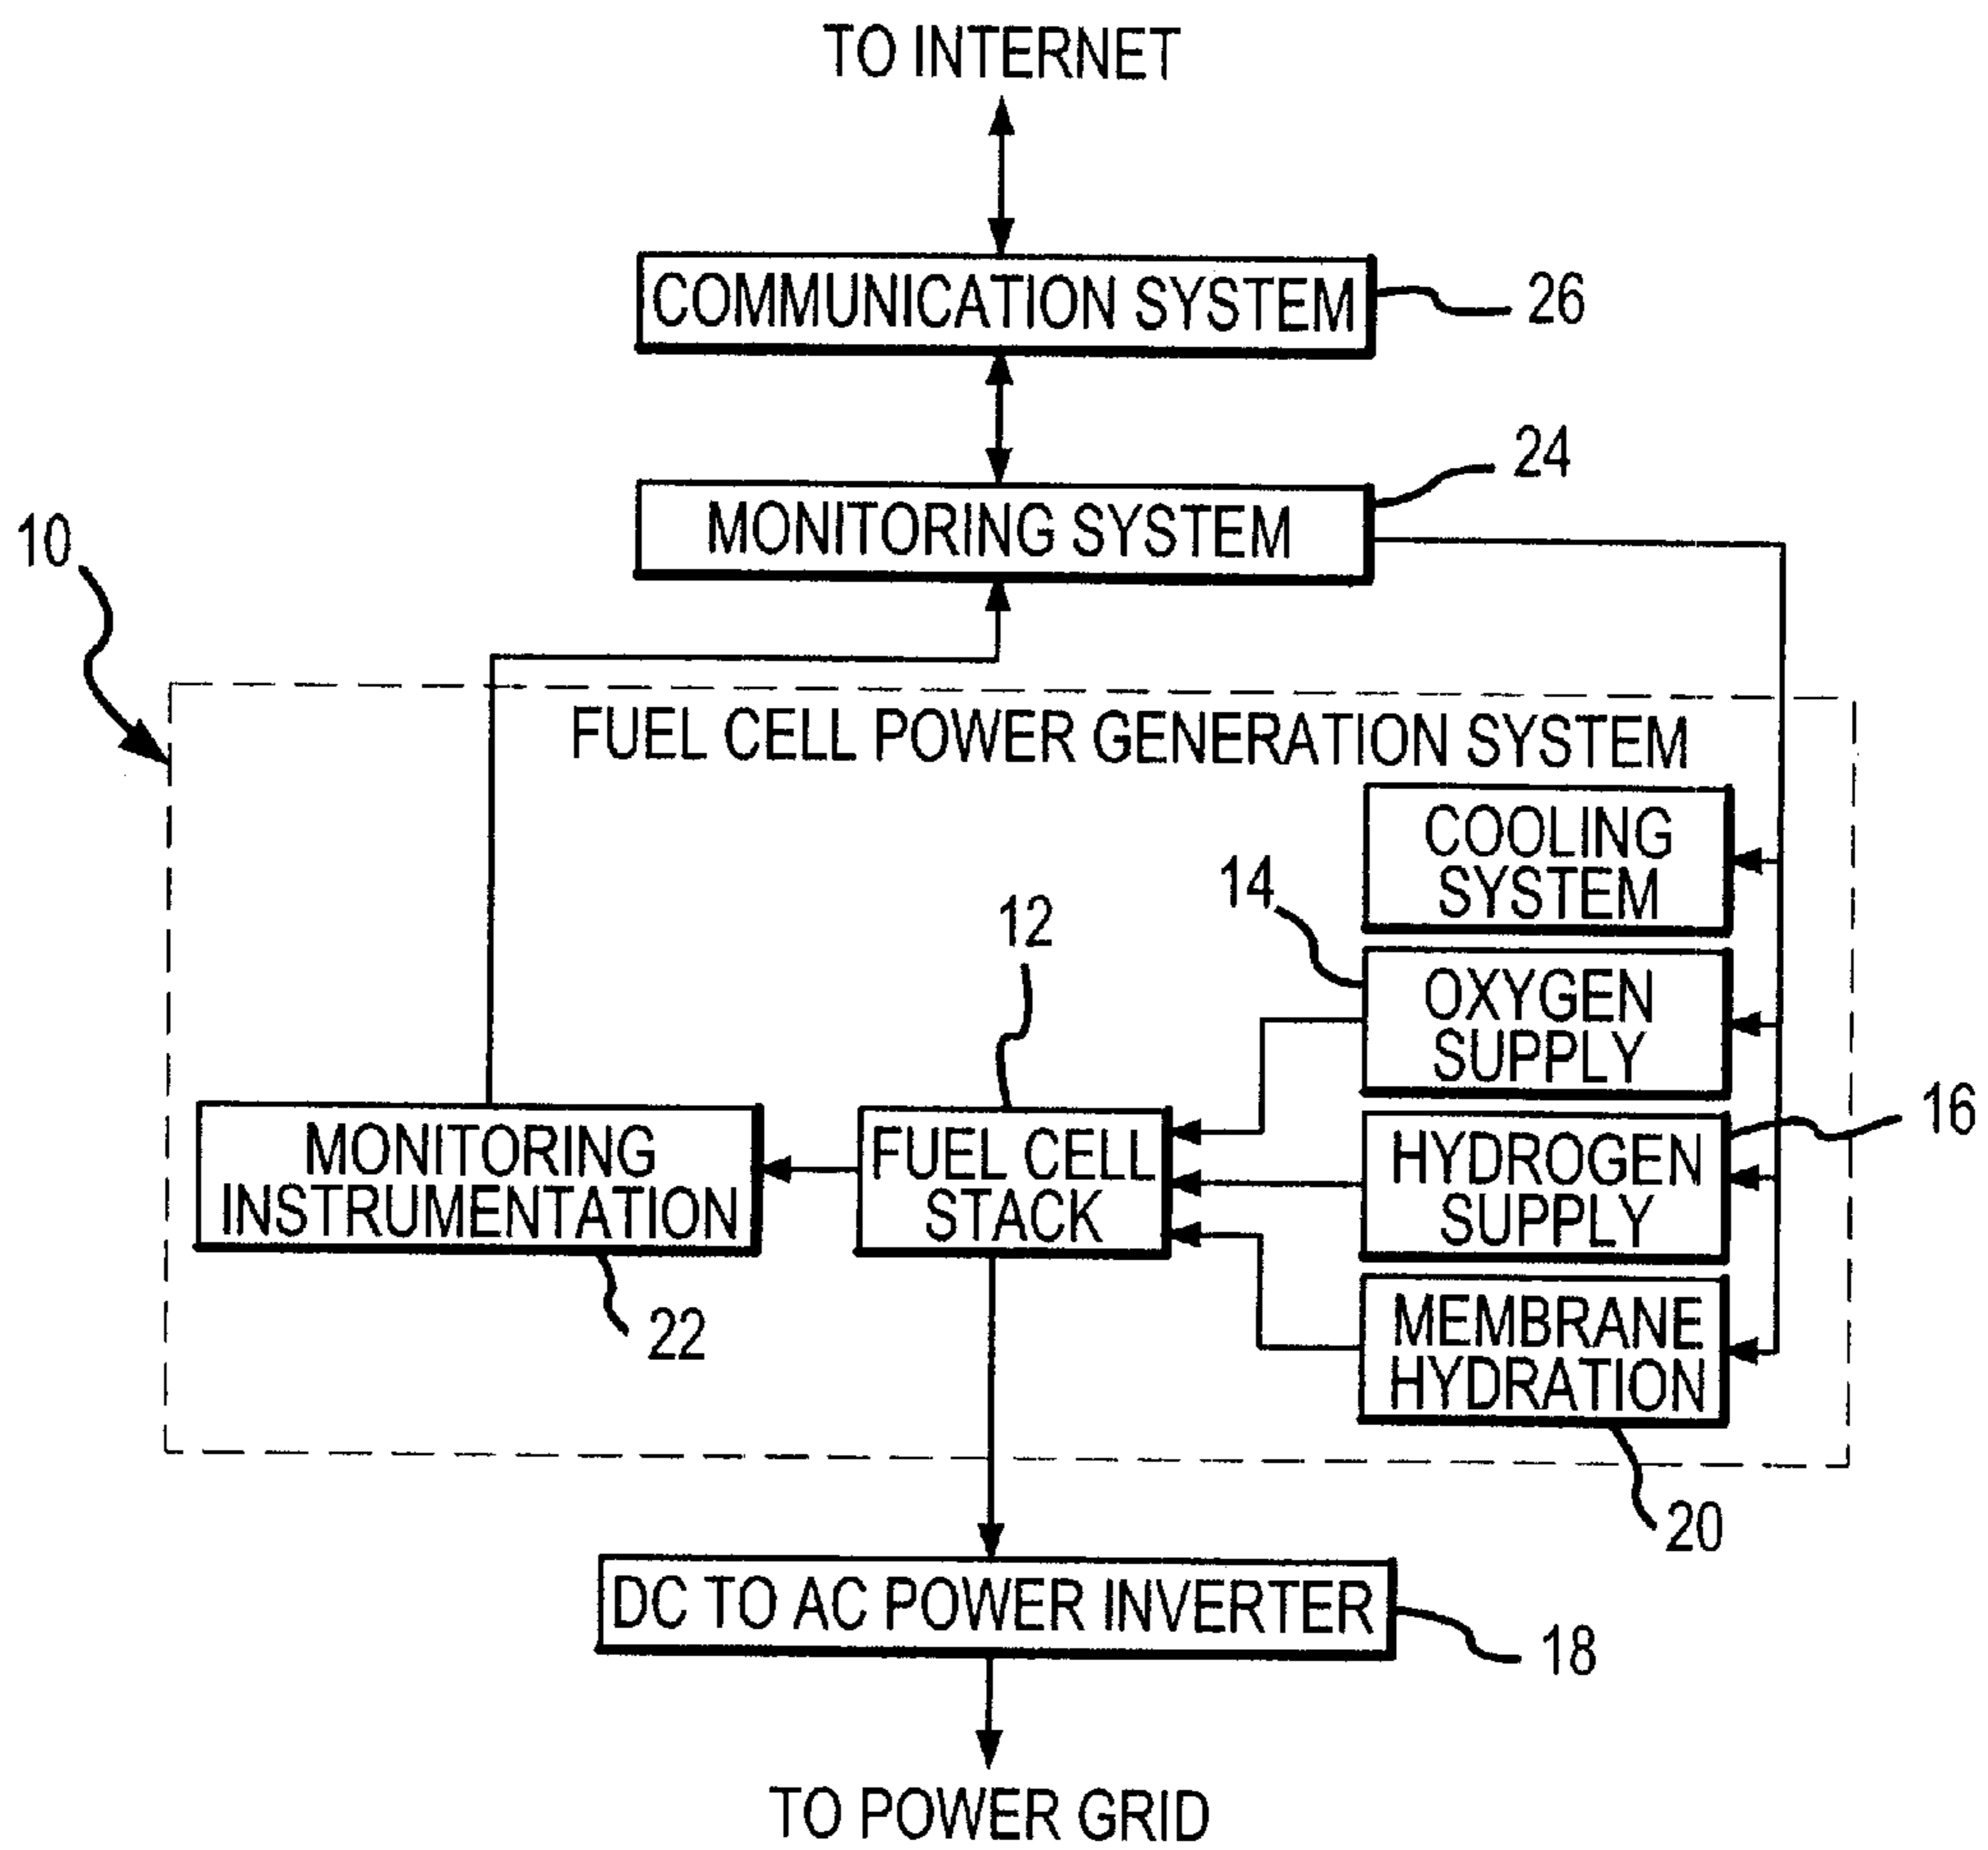 TO INTERNET
COMMUNICATION SYSTEM
26
24
MONITORING SYSTEM
10
FUEL CELL POWER GENERATION SYSTEM
COOLING
SYSTEM
14
12
OXYGEN
SUPPLY
16
MONITORING
INSTRUMENTATION
FUEL CELL
STACK
HYDROGEN
SUPPLY
22
MEMBRANE
HYDRATION
20
DC TO AC POWER INVERTER
18
TO POWER GRID